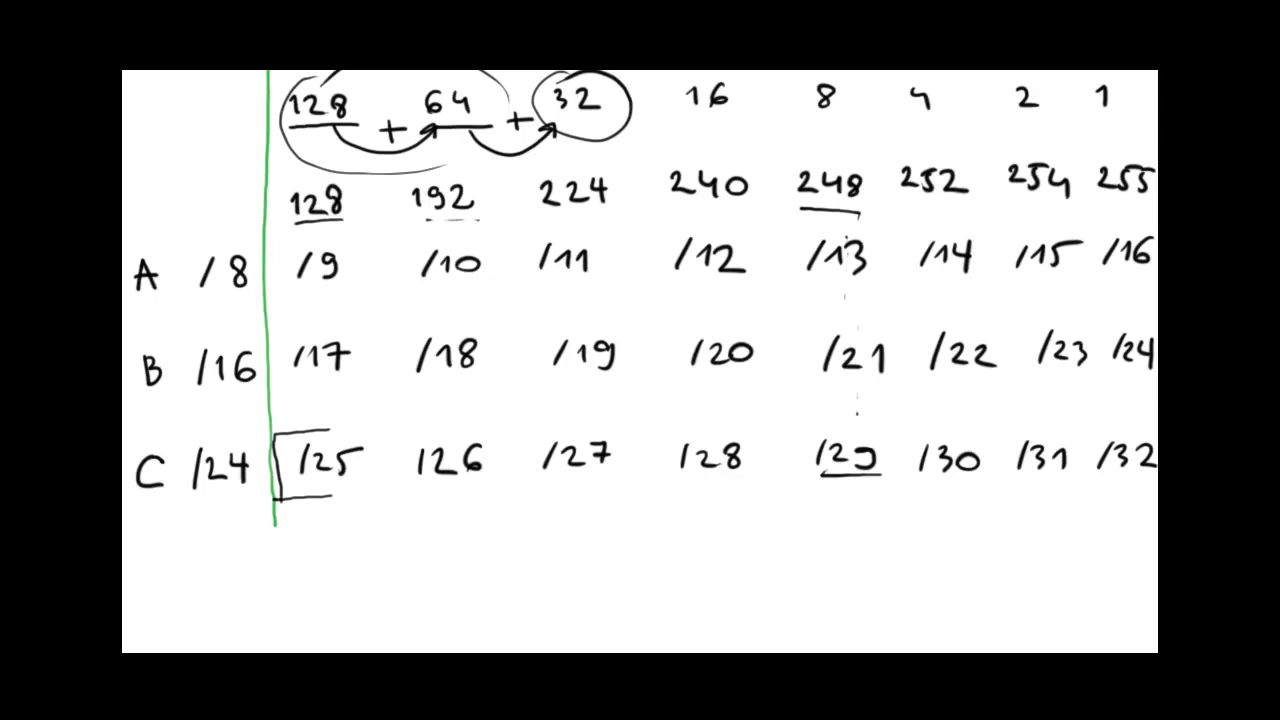 128 + 64 + 32 16 8 4 2 1
128 192 224 240 248 252 254 255
A /8 /9 /10 /11 /12 /13 /14 /15 /16
B /16 /17 /18 /19 /20 /21 /22 /23 /24
C /24 /25 /26 /27 /28 /29 /30 /31 /32